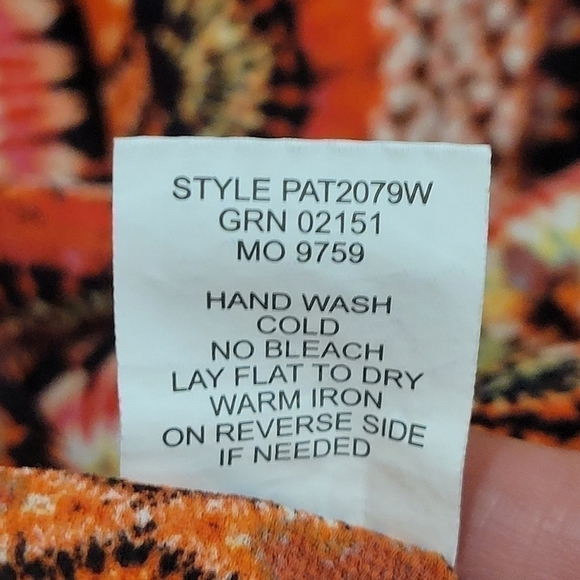 STYLE PAT2079W
GRN 02151
MO 9759
HAND WASH
COLD
NO BLEACH
LAY FLAT TO DRY
WARM IRON
ON REVERSE SIDE
IF NEEDED